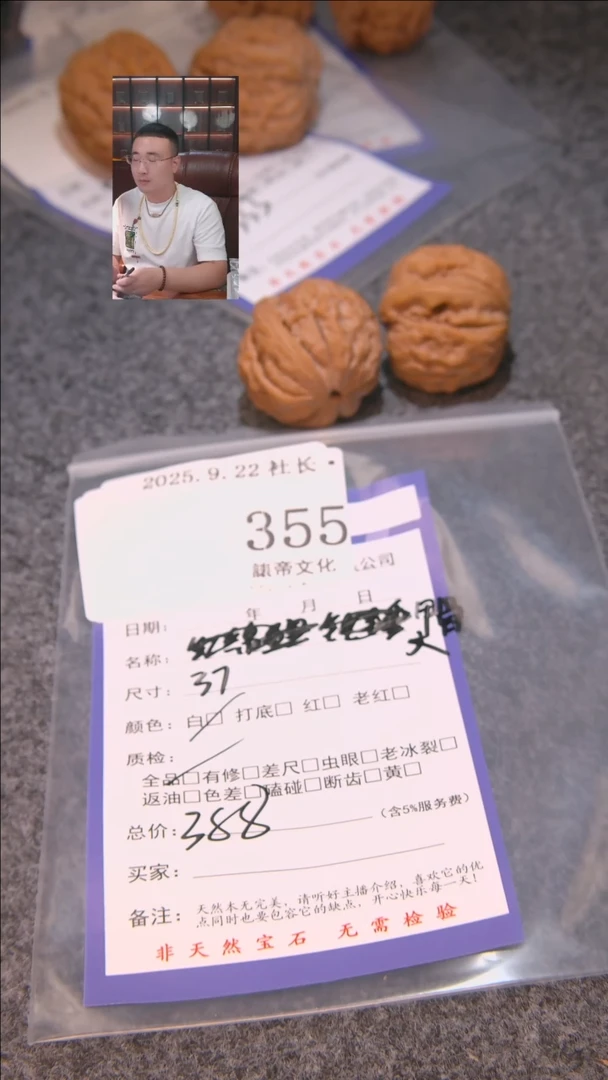 2025.9.22 社长
355
諌帝文化 公司
日期: 年 月 日
名称:
尺寸: 37
颜色: 白□ 打底□ 红□ 老红□
质检:
全品□有修□差尺□虫眼□老冰裂□
返油□色差□磕碰□断齿□黄□
总价: 388 (含5%服务费)
买家:
备注: 天然本无完美,请听好主播介绍,喜欢它的优
点同时也要包容它的缺点,开心快乐每一天!
非天然宝石 无需检验